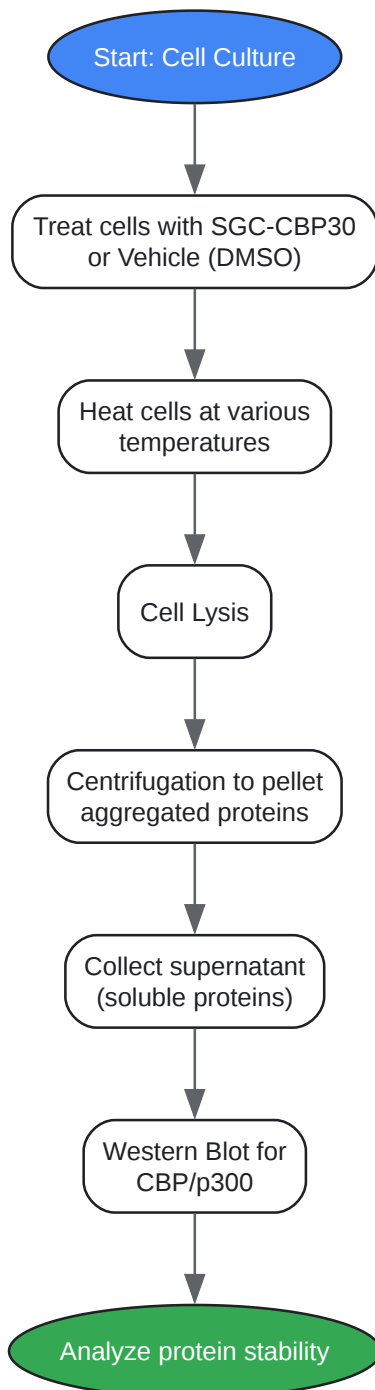 Start: Cell Culture
Treat cells with SGC-CBP30
or Vehicle (DMSO)
Heat cells at various
temperatures
Cell Lysis
Centrifugation to pellet
aggregated proteins
Collect supernatant
(soluble proteins)
Western Blot for
CBP/p300
Analyze protein stability